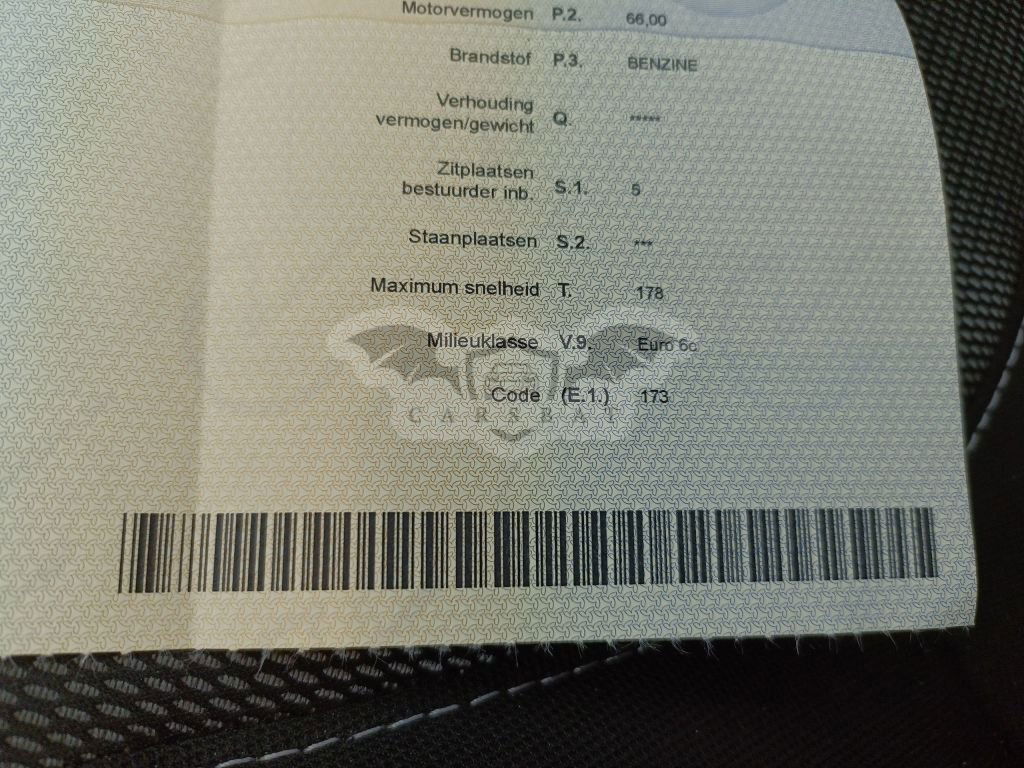 Motorvermogen P.2. 66,00
Brandstof P.3. BENZINE
Verhouding
vermogen/gewicht Q. *****
Zitplaatsen
bestuurder inb. S.1. 5
Staanplaatsen S.2. ***
Maximum snelheid T. 178
Milieuklasse V.9. Euro 6c
Code (E.1.) 173
CARSBAT